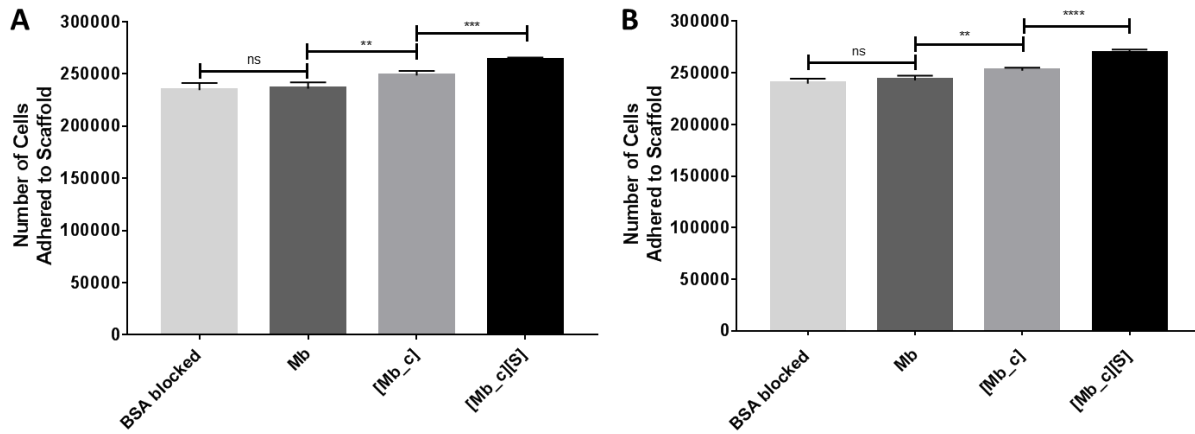 A
Number of Cells
Adhered to Scaffold
300000
250000
200000
150000
100000
50000
0
ns
**
***
BSA blocked
Mb
[Mb_c]
[Mb_c][S]
B
Number of Cells
Adhered to Scaffold
300000
250000
200000
150000
100000
50000
0
ns
**
****
BSA blocked
Mb
[Mb_c]
[Mb_c][S]